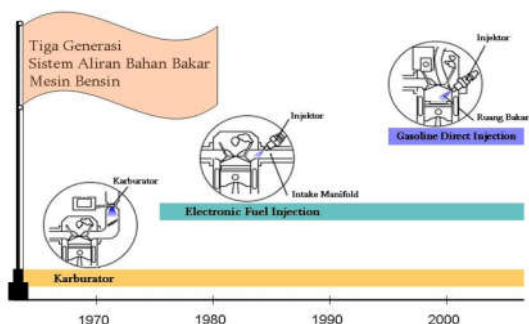 Tiga Generasi
Sistem Aliran Bahan Bakar
Mesin Bensin
Injektor
Ruang Bakar
Gasoline Direct Injection
Injektor
Intake Manifold
Electronic Fuel Injection
Karburator
Karburator
1970
1980
1990
2000